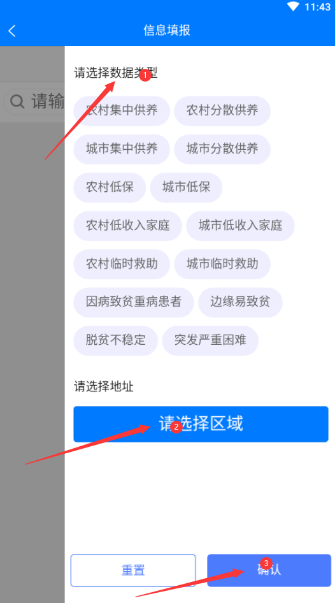 11:43
信息填报
请选择数据类型
1
请输
农村集中供养 农村分散供养
城市集中供养 城市分散供养
农村低保 城市低保
农村低收入家庭 城市低收入家庭
农村临时救助 城市临时救助
因病致贫重病患者 边缘易致贫
脱贫不稳定 突发严重困难
请选择地址
请选择区域
2
重置 确认
3